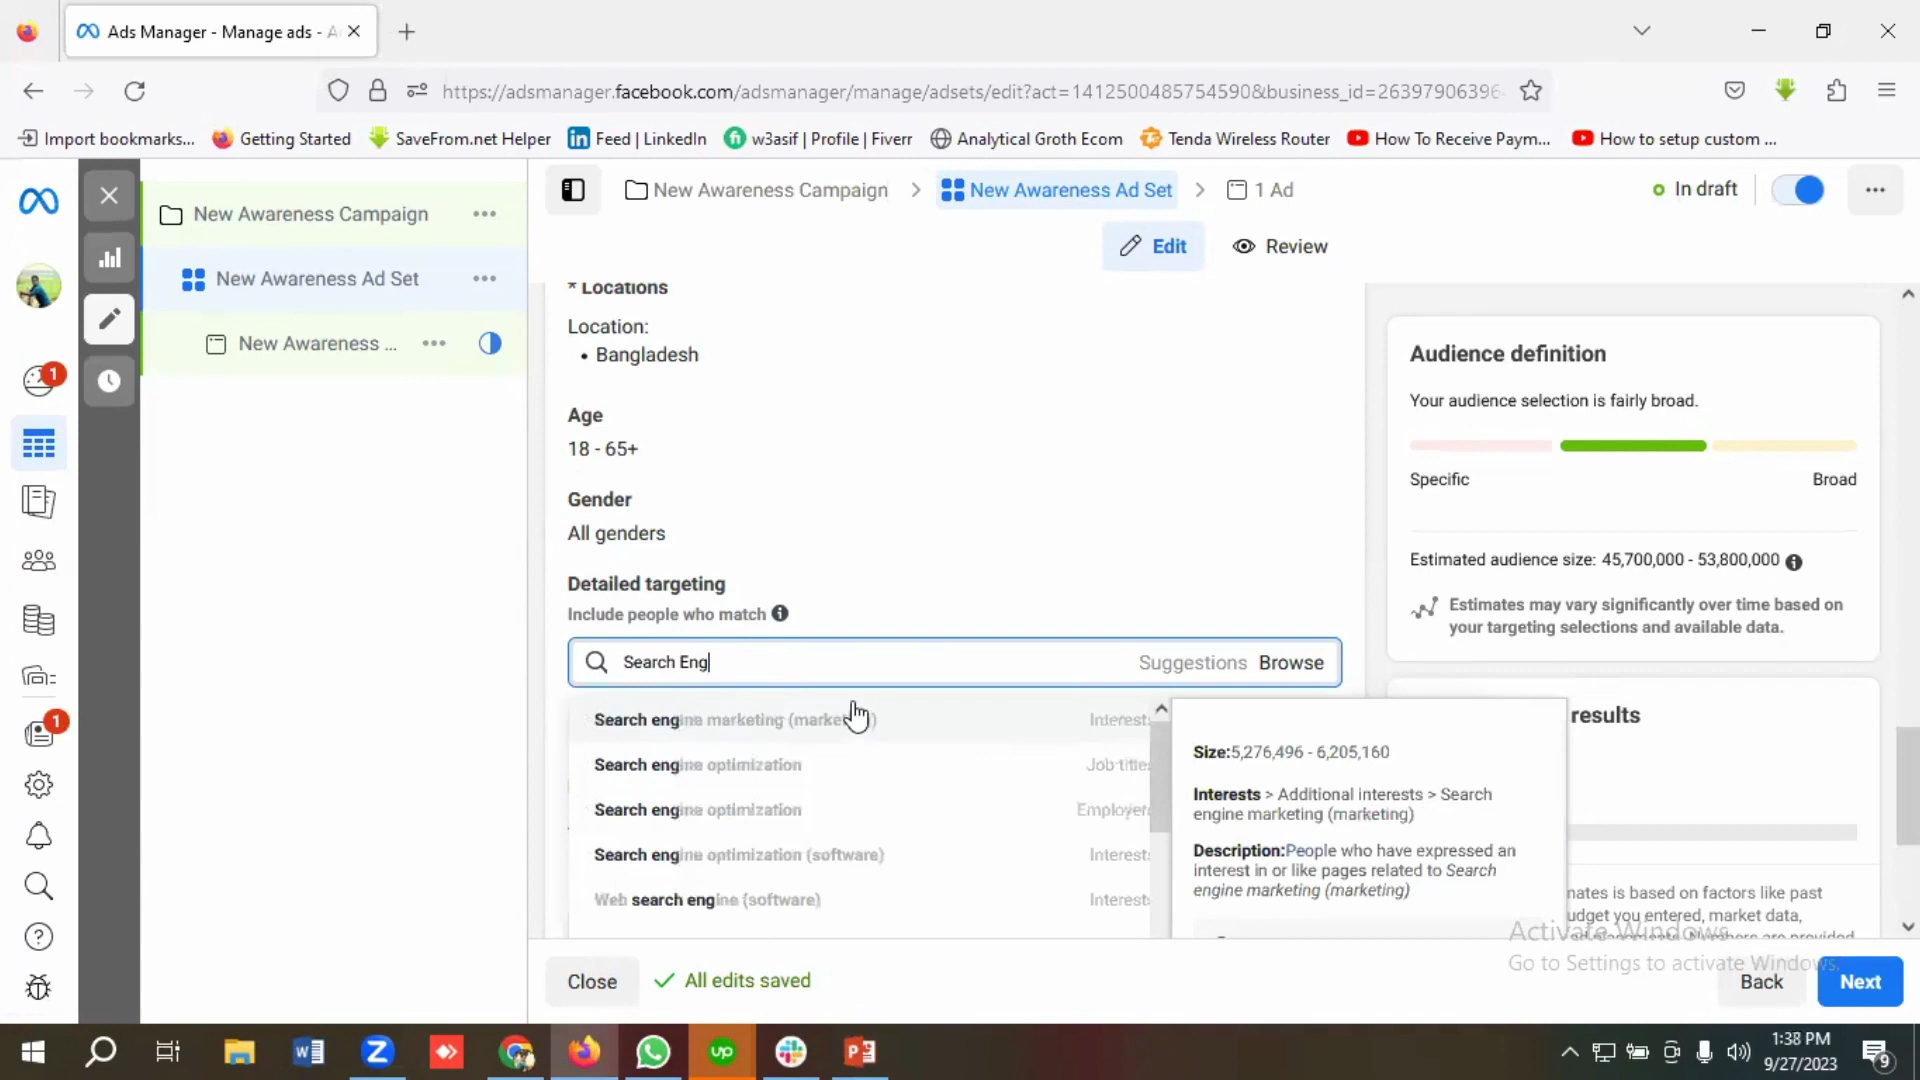 Ads Manager - Manage ads - A
https://adsmanager.facebook.com/adsmanager/manage/adsets/edit?act=1412500485754590&business_id=26397906396
Import bookmarks...
Getting Started
SaveFrom.net Helper
Feed | LinkedIn
w3asif | Profile | Fiverr
Analytical Groth Ecom
Tenda Wireless Router
How To Receive Paym...
How to setup custom ...
New Awareness Campaign
New Awareness Ad Set
New Awareness ...
1
1
New Awareness Campaign > New Awareness Ad Set > 1 Ad
In draft
Edit
Review
* Locations
Location:
• Bangladesh
Age
18 - 65+
Gender
All genders
Detailed targeting
Include people who match
Search Eng
Suggestions
Browse
Search engine marketing (marke
Interest
Search engine optimization
Job title
Search engine optimization
Employer
Search engine optimization (software)
Interest
Web search engine (software)
Interest
Size:5,276,496 - 6,205,160
Interests > Additional interests > Search
engine marketing (marketing)
Description:People who have expressed an
interest in or like pages related to Search
engine marketing (marketing)
Audience definition
Your audience selection is fairly broad.
Specific
Broad
Estimated audience size: 45,700,000 - 53,800,000
Estimates may vary significantly over time based on
your targeting selections and available data.
results
mates is based on factors like past
udget you entered, market data,
Activate Windows
Go to Settings to activate Windows.
Close
All edits saved
Back
Next
1:38 PM
9/27/2023
9